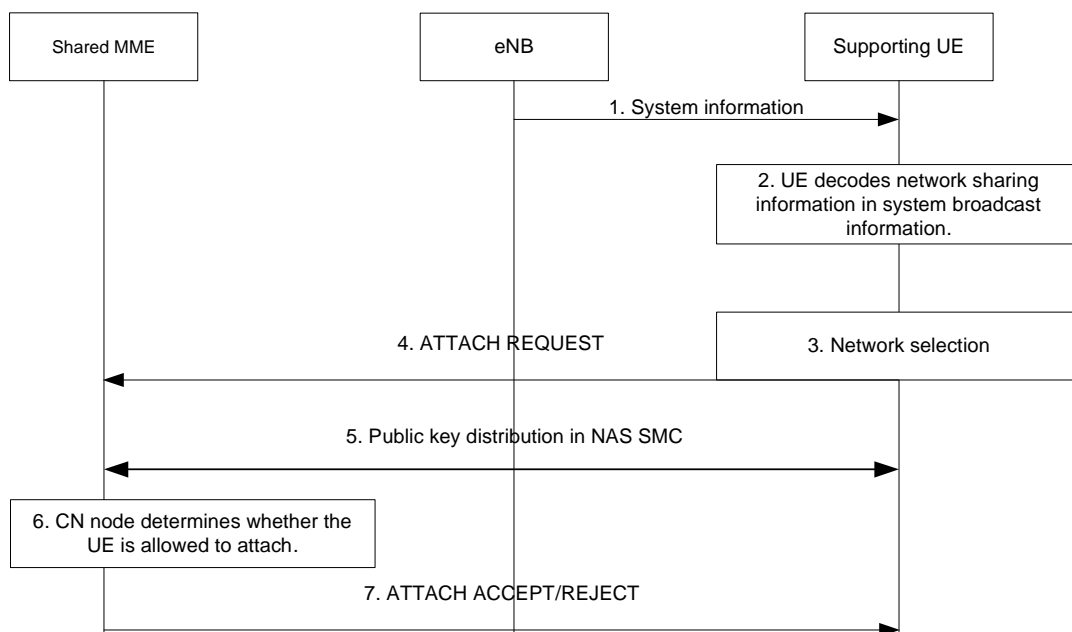 Shared MME
eNB
Supporting UE
1. System information
2. UE decodes network sharing
information in system broadcast
information.
3. Network selection
4. ATTACH REQUEST
5. Public key distribution in NAS SMC
6. CN node determines whether the
UE is allowed to attach.
7. ATTACH ACCEPT/REJECT